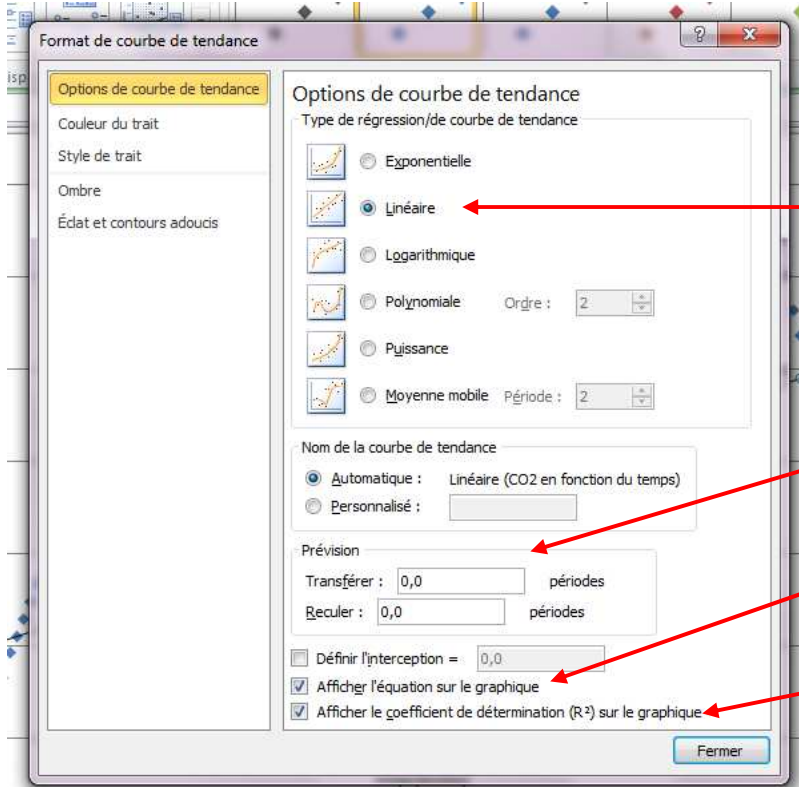 Format de courbe de tendance
Options de courbe de tendance
Couleur du trait
Style de trait
Ombre
Éclat et contours adoucis
Options de courbe de tendance
Type de régression/de courbe de tendance
Exponentielle
Linéaire
Logarithmique
Polynomiale Ordre : 2
Puissance
Moyenne mobile Période : 2
Nom de la courbe de tendance
Automatique : Linéaire (CO2 en fonction du temps)
Personnalisé :
Prévision
Transférer : 0,0 périodes
Reculer : 0,0 périodes
Définir l'interception = 0,0
Afficher l'équation sur le graphique
Afficher le coefficient de détermination (R²) sur le graphique
Fermer